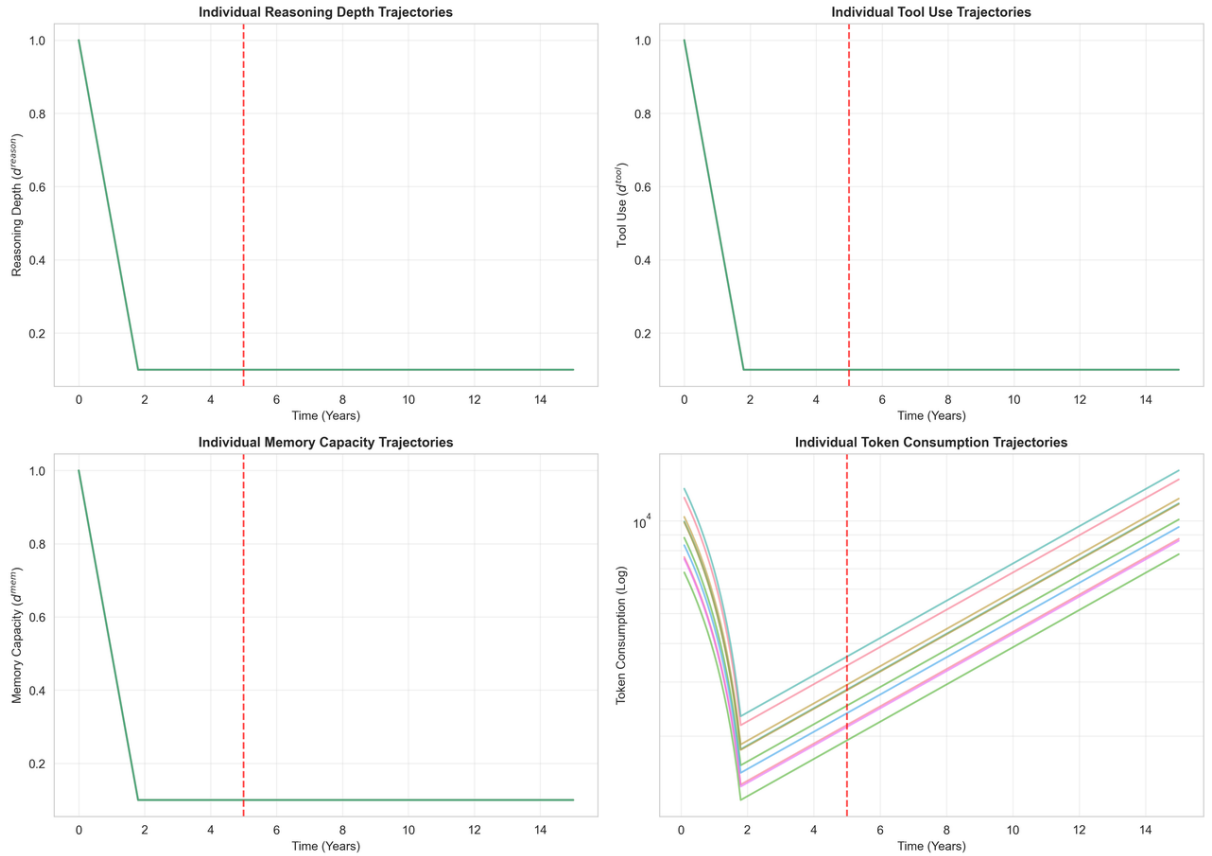 Individual Reasoning Depth Trajectories
1.0
0.8
0.6
0.4
0.2
Reasoning Depth (d^reason)
0 2 4 6 8 10 12 14
Time (Years)
Individual Tool Use Trajectories
1.0
0.8
0.6
0.4
0.2
Tool Use (d^tool)
0 2 4 6 8 10 12 14
Time (Years)
Individual Memory Capacity Trajectories
1.0
0.8
0.6
0.4
0.2
Memory Capacity (d^mem)
0 2 4 6 8 10 12 14
Time (Years)
Individual Token Consumption Trajectories
10^4
Token Consumption (Log)
0 2 4 6 8 10 12 14
Time (Years)